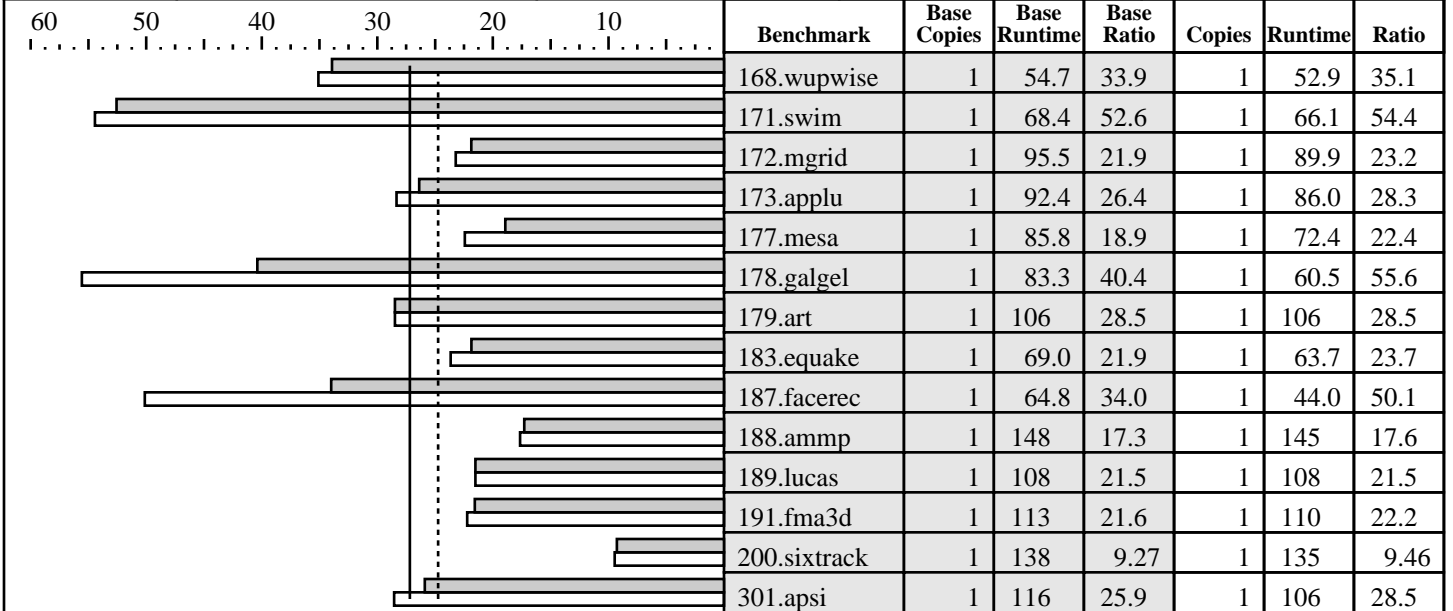 60 50 40 30 20 10
Benchmark Base Copies Base Runtime Base Ratio Copies Runtime Ratio
168.wupwise 1 54.7 33.9 1 52.9 35.1
171.swim 1 68.4 52.6 1 66.1 54.4
172.mgrid 1 95.5 21.9 1 89.9 23.2
173.applu 1 92.4 26.4 1 86.0 28.3
177.mesa 1 85.8 18.9 1 72.4 22.4
178.galgel 1 83.3 40.4 1 60.5 55.6
179.art 1 106 28.5 1 106 28.5
183.equake 1 69.0 21.9 1 63.7 23.7
187.facerec 1 64.8 34.0 1 44.0 50.1
188.ammp 1 148 17.3 1 145 17.6
189.lucas 1 108 21.5 1 108 21.5
191.fma3d 1 113 21.6 1 110 22.2
200.sixtrack 1 138 9.27 1 135 9.46
301.apsi 1 116 25.9 1 106 28.5